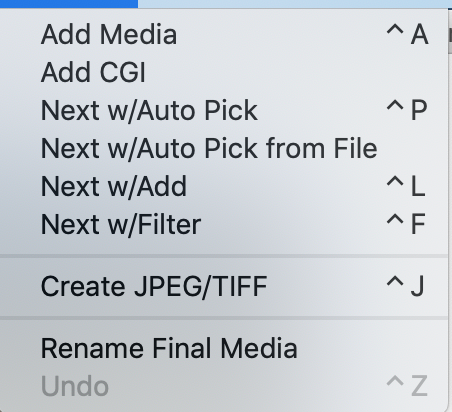 Add Media ^ A
Add CGI
Next w/Auto Pick ^ P
Next w/Auto Pick from File
Next w/Add ^ L
Next w/Filter ^ F
Create JPEG/TIFF ^ J
Rename Final Media
Undo ^ Z